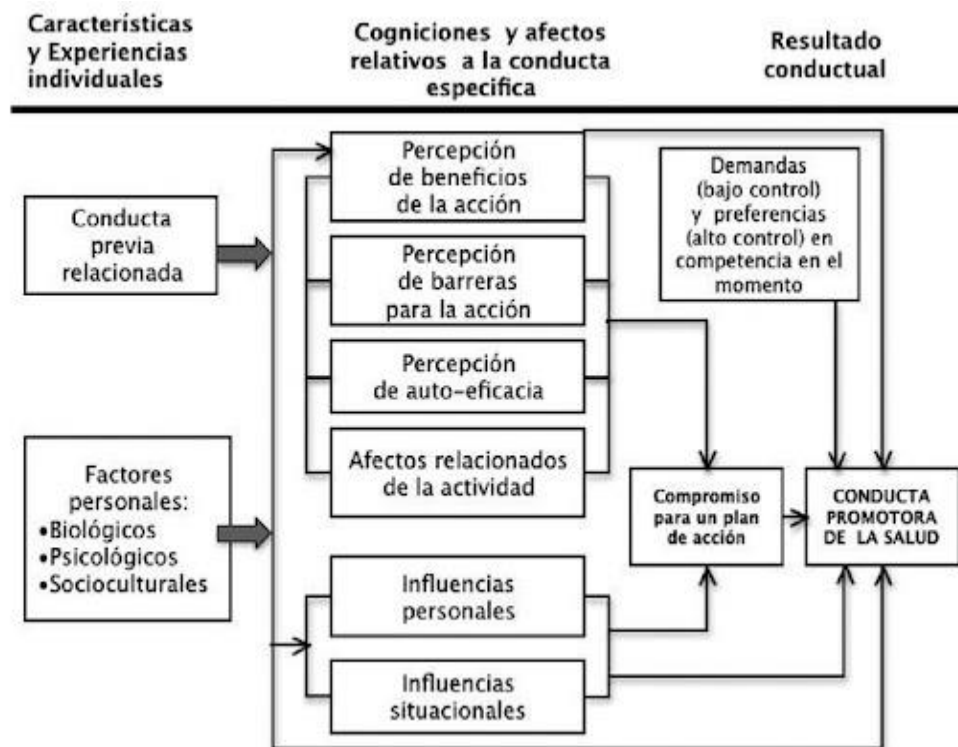 Características
y Experiencias
individuales
Cogniciones y afectos
relativos a la conducta
especifica
Resultado
conductual
Conducta
previa
relacionada
Factores
personales:
•Biológicos
•Psicológicos
•Socioculturales
Percepción
de beneficios
de la acción
Percepción
de barreras
para la acción
Percepción
de auto-eficacia
Afectos relacionados
de la actividad
Influencias
personales
Influencias
situacionales
Demandas
(bajo control)
y preferencias
(alto control) en
competencia en el
momento
Compromiso
para un plan
de acción
CONDUCTA
PROMOTORA
DE LA SALUD